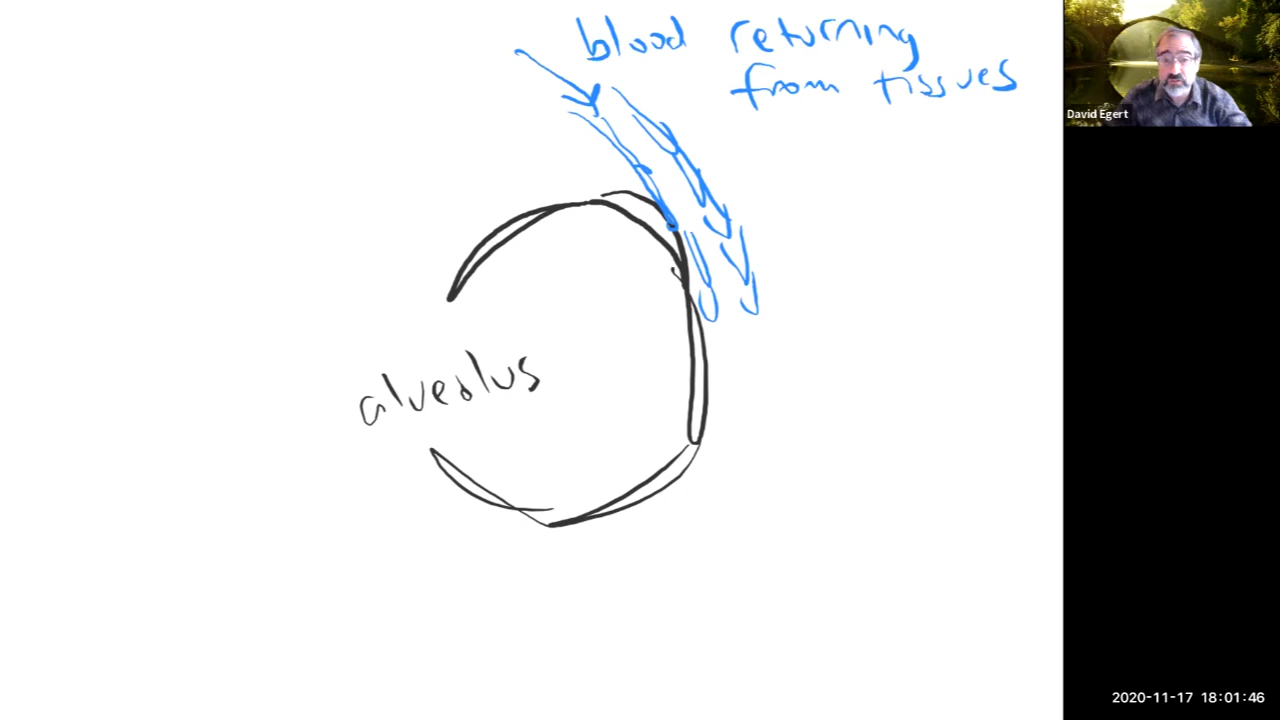 blood returning
from tissues
David Egert
alveolus
2020-11-17 18:01:46